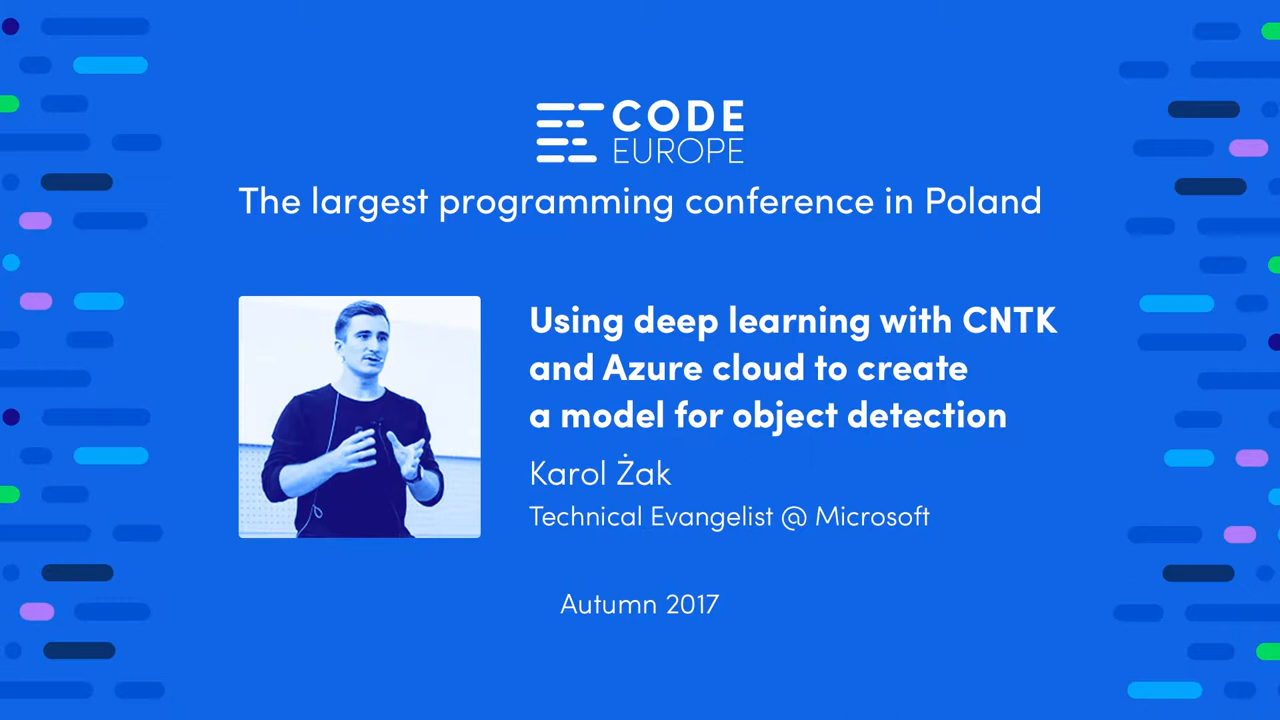 CODE
EUROPE
The largest programming conference in Poland
Using deep learning with CNTK
and Azure cloud to create
a model for object detection
Karol Żak
Technical Evangelist @ Microsoft
Autumn 2017